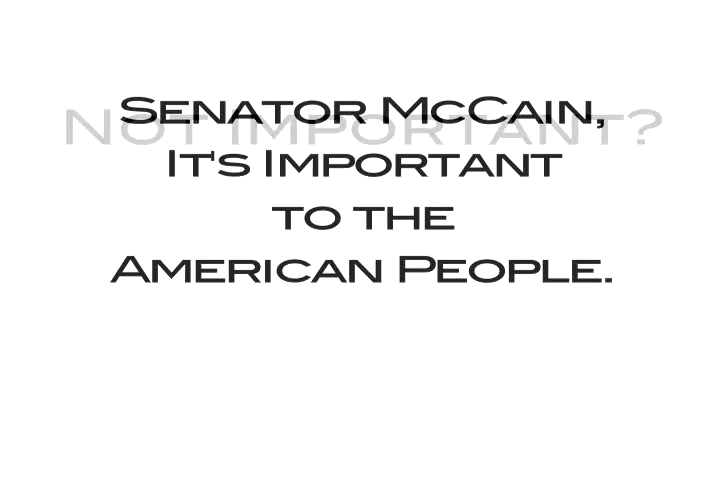 NOT IMPORTANT?
SENATOR MCCAIN,
IT'S IMPORTANT
TO THE
AMERICAN PEOPLE.